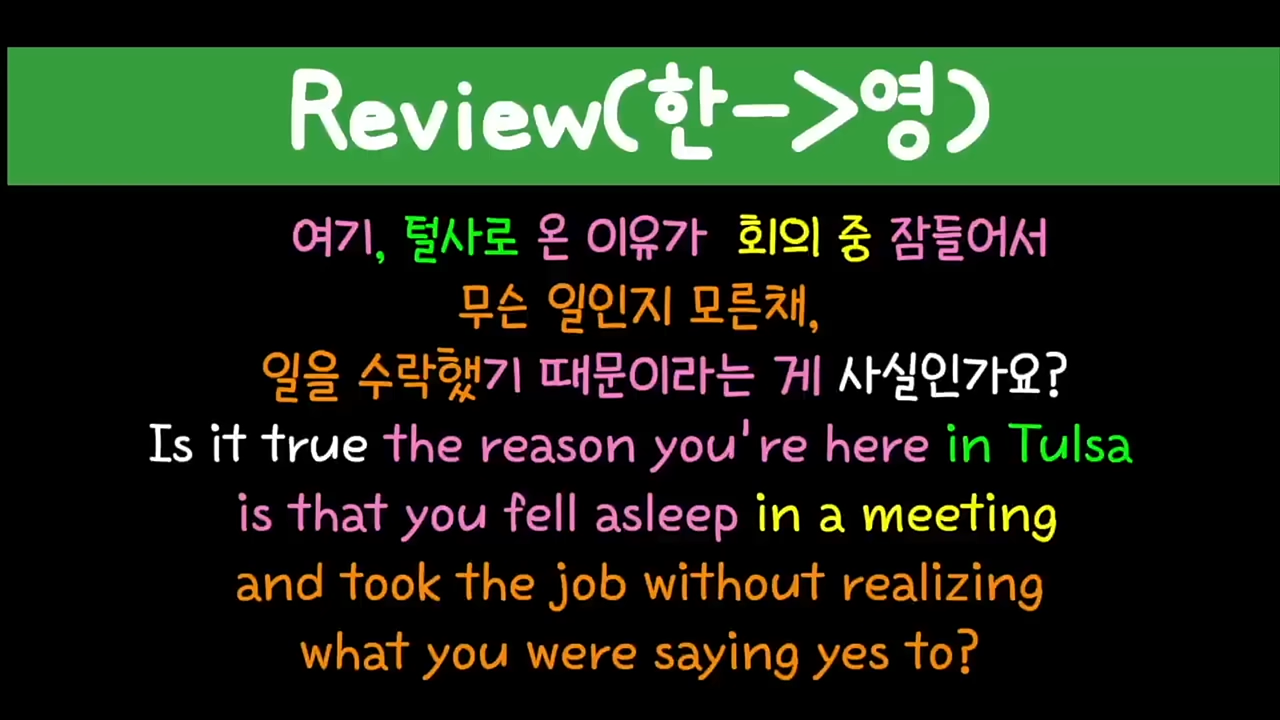 Review(한->영)
여기, 털사로 온 이유가 회의 중 잠들어서
무슨 일인지 모른채,
일을 수락했기 때문이라는 게 사실인가요?
Is it true the reason you're here in Tulsa
is that you fell asleep in a meeting
and took the job without realizing
what you were saying yes to?